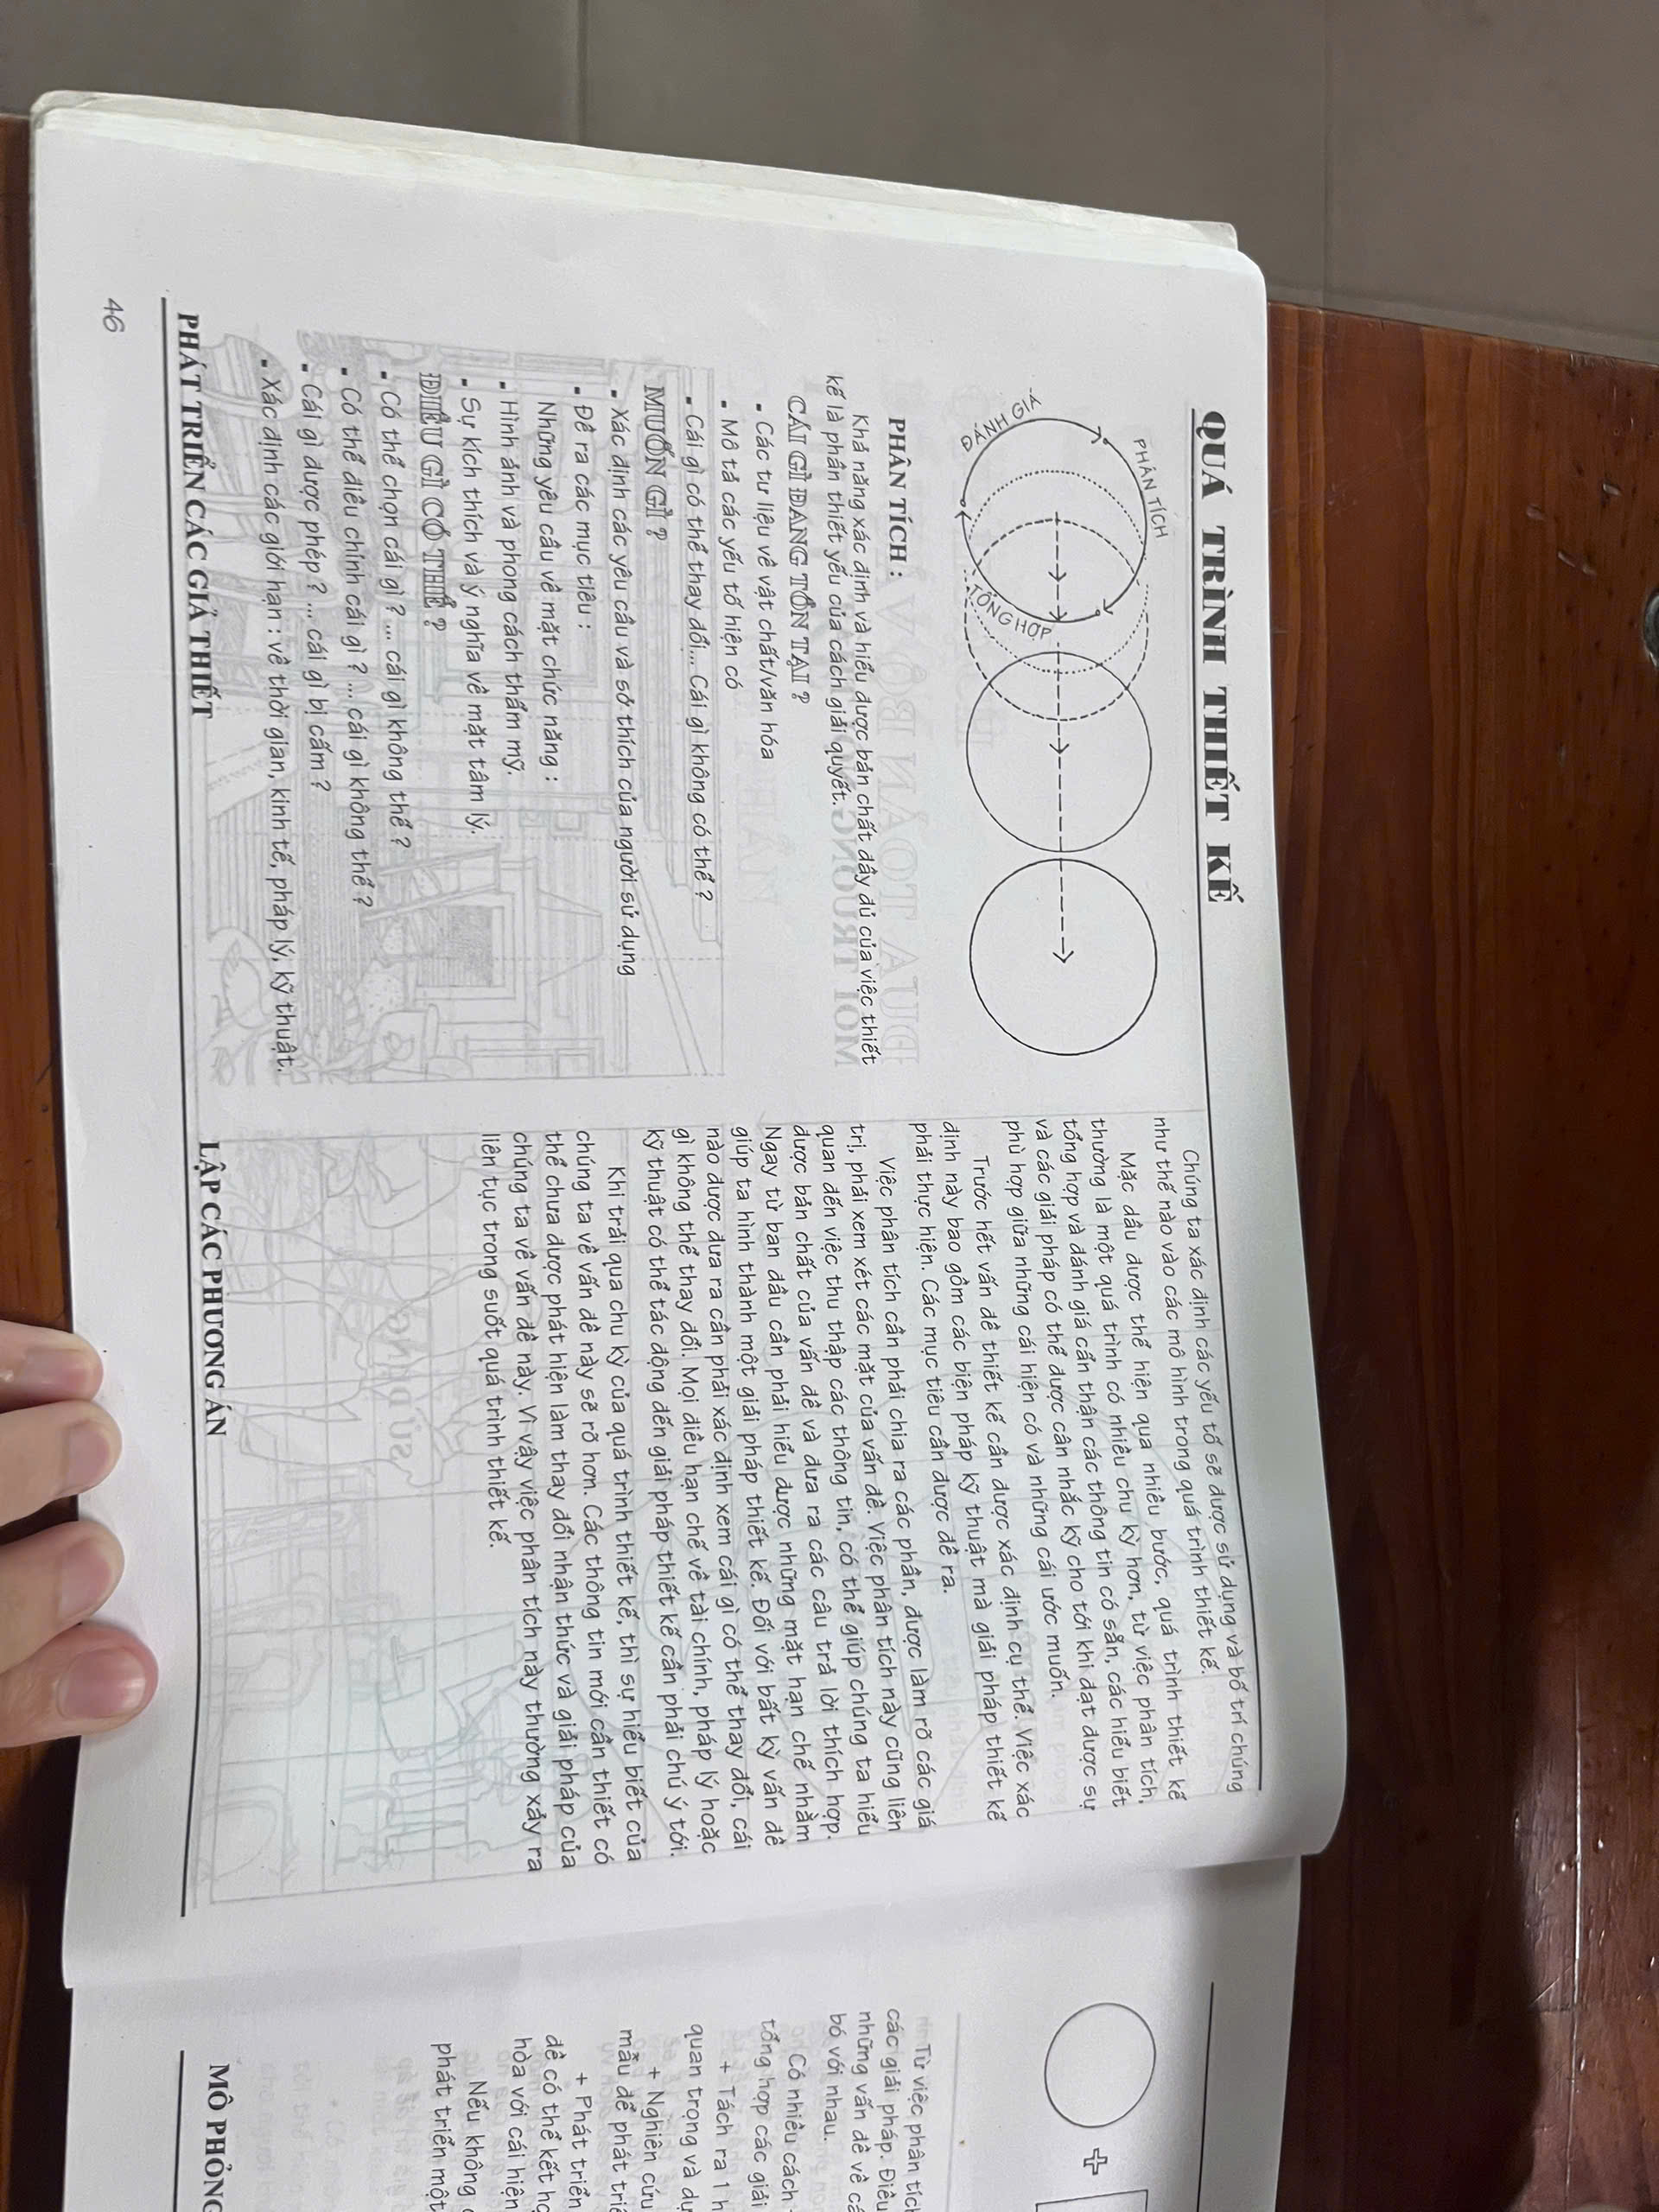 QUÁ TRÌNH THIẾT KẾ
PHÂN TÍCH
ĐÁNH GIÁ
TỔNG HỢP
PHÂN TÍCH :
Khả năng xác định và hiểu được bản chất đầy đủ của việc thiết
kế là phần thiết yếu của cách giải quyết.
CÁI GÌ ĐANG TỒN TẠI ?
- Các tư liệu về vật chất/văn hóa
- Mô tả các yếu tố hiện có
- Cái gì có thể thay đổi... Cái gì không có thể ?
MUỐN GÌ ?
- Xác định các yêu cầu và sở thích của người sử dụng
- Đề ra các mục tiêu :
Những yêu cầu về mặt chức năng :
- Hình ảnh và phong cách thẩm mỹ.
- Sự kích thích và ý nghĩa về mặt tâm lý.
ĐIỀU GÌ CÓ THỂ ?
- Có thể chọn cái gì ? ... cái gì không thể ?
- Có thể điều chỉnh cái gì ? ... cái gì không thể ?
- Cái gì được phép ? ... cái gì bị cấm ?
- Xác định các giới hạn : về thời gian, kinh tế, pháp lý, kỹ thuật.
PHÁT TRIỂN CÁC GIẢ THIẾT
46
Chúng ta xác định các yếu tố sẽ được sử dụng và bố trí chúng
như thế nào vào các mô hình trong quá trình thiết kế.
Mặc dầu được thể hiện qua nhiều bước, quá trình thiết kế
thường là một quá trình có nhiều chu kỳ hơn, từ việc phân tích,
tổng hợp và đánh giá cẩn thận các thông tin có sẵn, các hiểu biết
và các giải pháp có thể được cân nhắc kỹ cho tới khi đạt được sự
phù hợp giữa những cái hiện có và những cái ước muốn.
Trước hết vấn đề thiết kế cần được xác định cụ thể. Việc xác
định này bao gồm các biện pháp kỹ thuật mà giải pháp thiết kế
phải thực hiện. Các mục tiêu cần được đề ra.
Việc phân tích cần phải chia ra các phần, được làm rõ các giá
trị, phải xem xét các mặt của vấn đề. Việc phân tích này cũng liên
quan đến việc thu thập các thông tin, có thể giúp chúng ta hiểu
được bản chất của vấn đề và đưa ra các câu trả lời thích hợp.
Ngay từ ban đầu cần phải hiểu được những mặt hạn chế nhằm
giúp ta hình thành một giải pháp thiết kế. Đối với bất kỳ vấn đề
nào được đưa ra cần phải xác định xem cái gì có thể thay đổi, cái
gì không thể thay đổi. Mọi điều hạn chế về tài chính, pháp lý hoặc
kỹ thuật có thể tác động đến giải pháp thiết kế cần phải chú ý tới.
Khi trải qua chu kỳ của quá trình thiết kế, thì sự hiểu biết của
chúng ta về vấn đề này sẽ rõ hơn. Các thông tin mới cần thiết có
thể chưa được phát hiện làm thay đổi nhận thức và giải pháp của
chúng ta về vấn đề này. Vì vậy việc phân tích này thường xảy ra
liên tục trong suốt quá trình thiết kế.
LẬP CÁC PHƯƠNG ÁN
Từ việc phân tích
các giải pháp. Điều
những vấn đề về
bó với nhau.
Có nhiều cách
tổng hợp các giải
+ Tách ra 1
quan trọng và
+ Nghiên cứu
mẫu để phát
+ Phát triển
đề có thể kết
hòa với cái hiện
Nếu không
phát triển một
MÔ PHỎNG